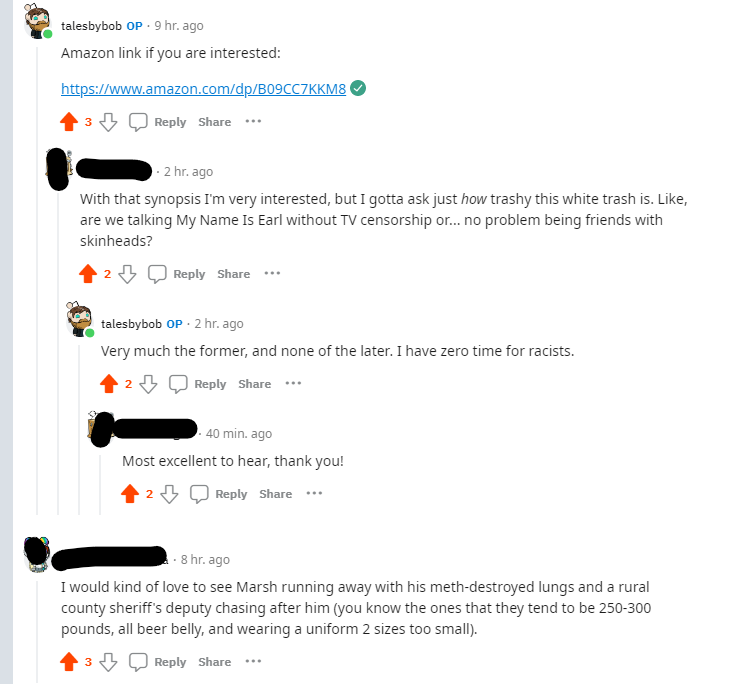 talesbybob OP · 9 hr. ago
Amazon link if you are interested:
https://www.amazon.com/dp/B09CC7KKM8
3 Reply Share ···
· 2 hr. ago
With that synopsis I'm very interested, but I gotta ask just how trashy this white trash is. Like,
are we talking My Name Is Earl without TV censorship or... no problem being friends with
skinheads?
2 Reply Share ···
talesbybob OP · 2 hr. ago
Very much the former, and none of the later. I have zero time for racists.
2 Reply Share ···
· 40 min. ago
Most excellent to hear, thank you!
2 Reply Share ···
· 8 hr. ago
I would kind of love to see Marsh running away with his meth-destroyed lungs and a rural
county sheriff's deputy chasing after him (you know the ones that they tend to be 250-300
pounds, all beer belly, and wearing a uniform 2 sizes too small).
3 Reply Share ···